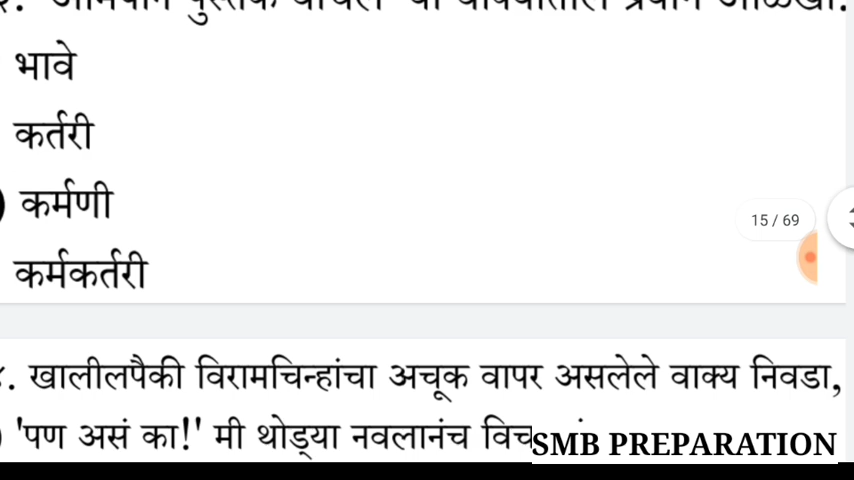 भावे
कर्तरी
कर्मणी
15 / 69
कर्मकर्तरी
. खालीलपैकी विरामचिन्हांचा अचूक वापर असलेले वाक्य निवडा,
'पण असं का!' मी थोड्या नवलानंच
SMB PREPARATION